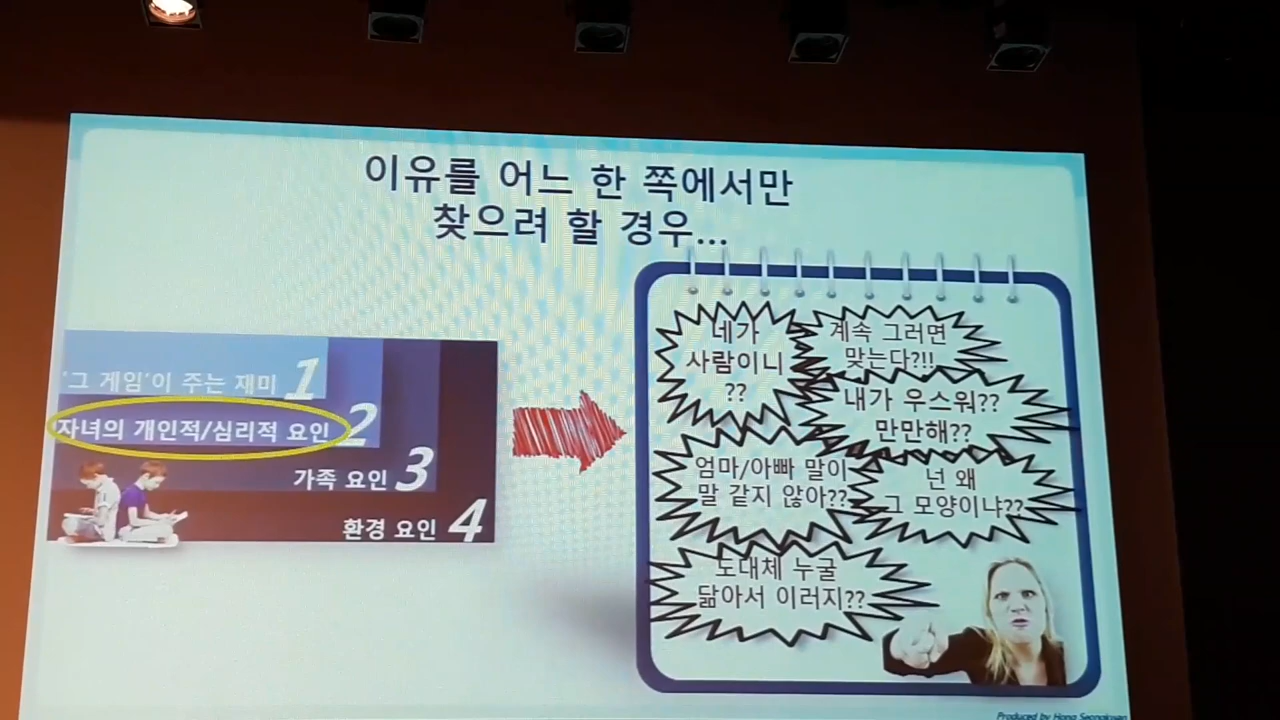 이유를 어느 한 쪽에서만
찾으려 할 경우...
'그 게임'이 주는 재미 1
자녀의 개인적/심리적 요인 2
가족 요인 3
환경 요인 4
네가
사람이니
??
계속 그러면
맞는다?!!
내가 우스워??
만만해??
엄마/아빠 말이
말 같지 않아??
넌 왜
그 모양이냐??
도대체 누굴
닮아서 이러지??
Produced by Hong Seongkwan